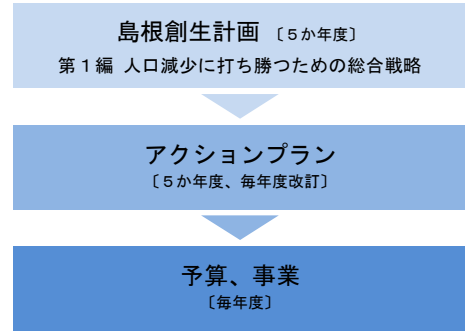 島根創生計画 〔５か年度〕
第１編 人口減少に打ち勝つための総合戦略
アクションプラン
〔５か年度、毎年度改訂〕
予算、事業
〔毎年度〕